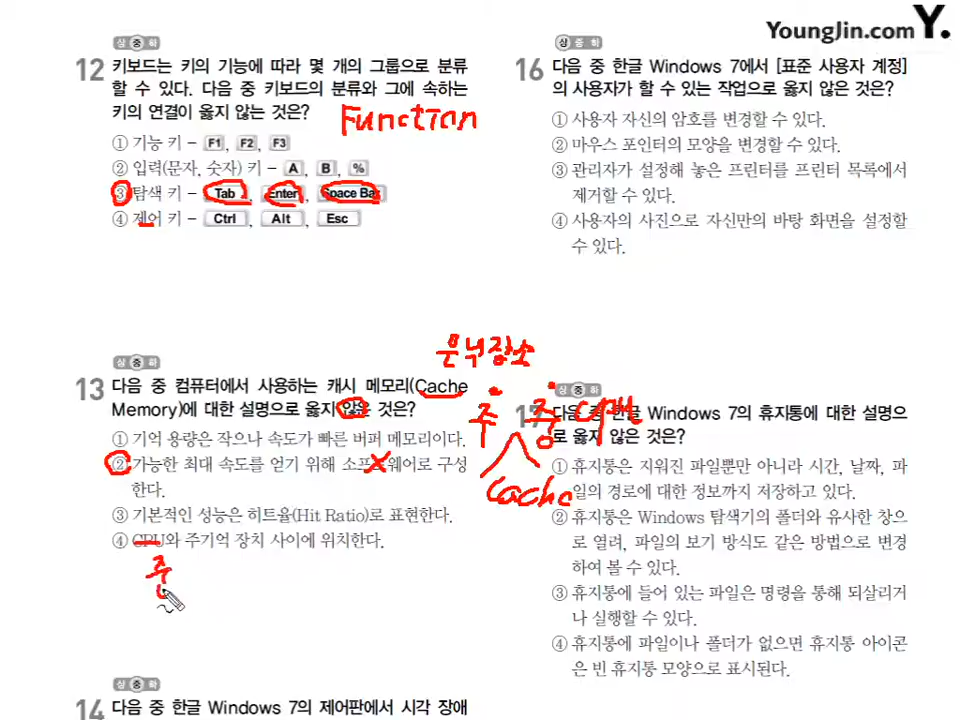 YoungJin.com Y.
상 중 하
12 키보드는 키의 기능에 따라 몇 개의 그룹으로 분류
할 수 있다. 다음 중 키보드의 분류와 그에 속하는
키의 연결이 옳지 않는 것은?
Function
① 기능 키 – F1, F2, F3
② 입력(문자, 숫자) 키 – A, B, %
③ 탐색 키 – Tab, Enter, Space Bar
④ 제어 키 – Ctrl, Alt, Esc
상 중 하
13 다음 중 컴퓨터에서 사용하는 캐시 메모리(Cache
Memory)에 대한 설명으로 옳지 않은 것은?
① 기억 용량은 작으나 속도가 빠른 버퍼 메모리이다.
② 가능한 최대 속도를 얻기 위해 소프트웨어로 구성
한다.
③ 기본적인 성능은 히트율(Hit Ratio)로 표현한다.
④ CPU와 주기억 장치 사이에 위치한다.
주 중 CPU
Cache
상 중 하
14 다음 중 한글 Windows 7의 제어판에서 시각 장애
상 중 하
16 다음 중 한글 Windows 7에서 [표준 사용자 계정]
의 사용자가 할 수 있는 작업으로 옳지 않은 것은?
① 사용자 자신의 암호를 변경할 수 있다.
② 마우스 포인터의 모양을 변경할 수 있다.
③ 관리자가 설정해 놓은 프린터를 프린터 목록에서
제거할 수 있다.
④ 사용자의 사진으로 자신만의 바탕 화면을 설정할
수 있다.
상 중 하
17 다음 중 한글 Windows 7의 휴지통에 대한 설명으
로 옳지 않은 것은?
① 휴지통은 지워진 파일뿐만 아니라 시간, 날짜, 파
일의 경로에 대한 정보까지 저장하고 있다.
② 휴지통은 Windows 탐색기의 폴더와 유사한 창으
로 열려, 파일의 보기 방식도 같은 방법으로 변경
하여 볼 수 있다.
③ 휴지통에 들어 있는 파일은 명령을 통해 되살리거
나 실행할 수 있다.
④ 휴지통에 파일이나 폴더가 없으면 휴지통 아이콘
은 빈 휴지통 모양으로 표시된다.